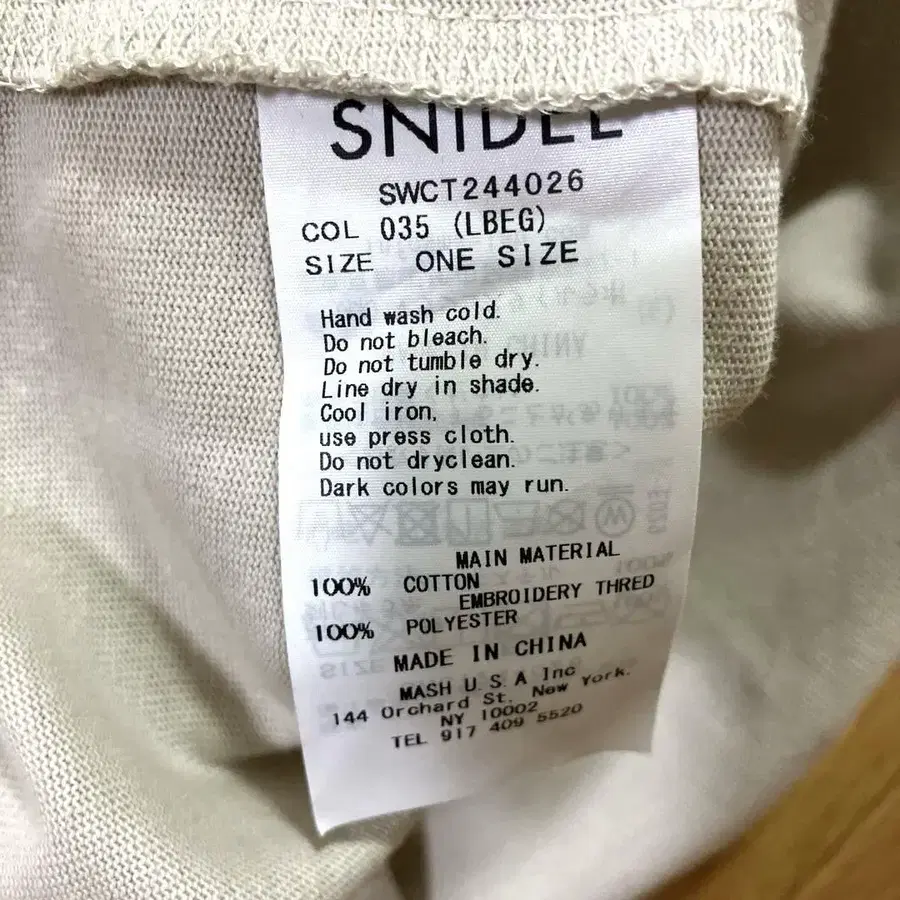 SNIDEL
SWCT244026
COL 035 (LBEG)
SIZE ONE SIZE
Hand wash cold.
Do not bleach.
Do not tumble dry.
Line dry in shade.
Cool iron,
use press cloth.
Do not dryclean.
Dark colors may run.
MAIN MATERIAL
100% COTTON
EMBROIDERY THRED
100% POLYESTER
MADE IN CHINA
MASH U.S.A Inc
144 Orchard St, New York.
NY 10002
TEL 917 409 5520